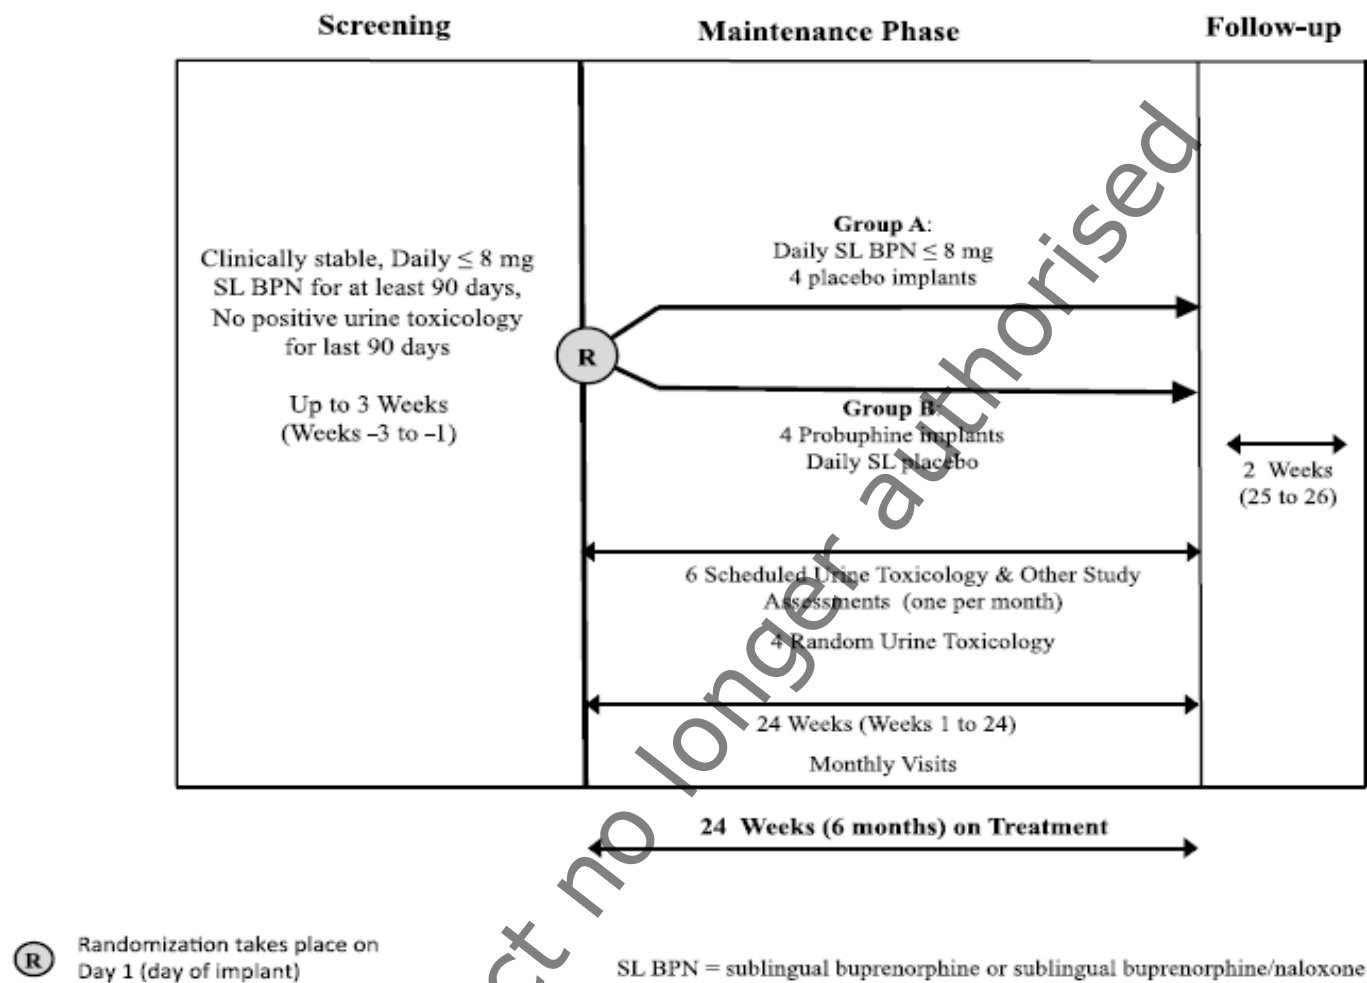 Screening
Maintenance Phase
Follow-up
Clinically stable, Daily ≤ 8 mg
SL BPN for at least 90 days,
No positive urine toxicology
for last 90 days
Up to 3 Weeks
(Weeks –3 to –1)
R
Group A:
Daily SL BPN ≤ 8 mg
4 placebo implants
Group B:
4 Probuphine implants
Daily SL placebo
2 Weeks
(25 to 26)
6 Scheduled Urine Toxicology & Other Study
Assessments (one per month)
4 Random Urine Toxicology
24 Weeks (Weeks 1 to 24)
Monthly Visits
24 Weeks (6 months) on Treatment
R
Randomization takes place on
Day 1 (day of implant)
SL BPN = sublingual buprenorphine or sublingual buprenorphine/naloxone
ct no longer authorised